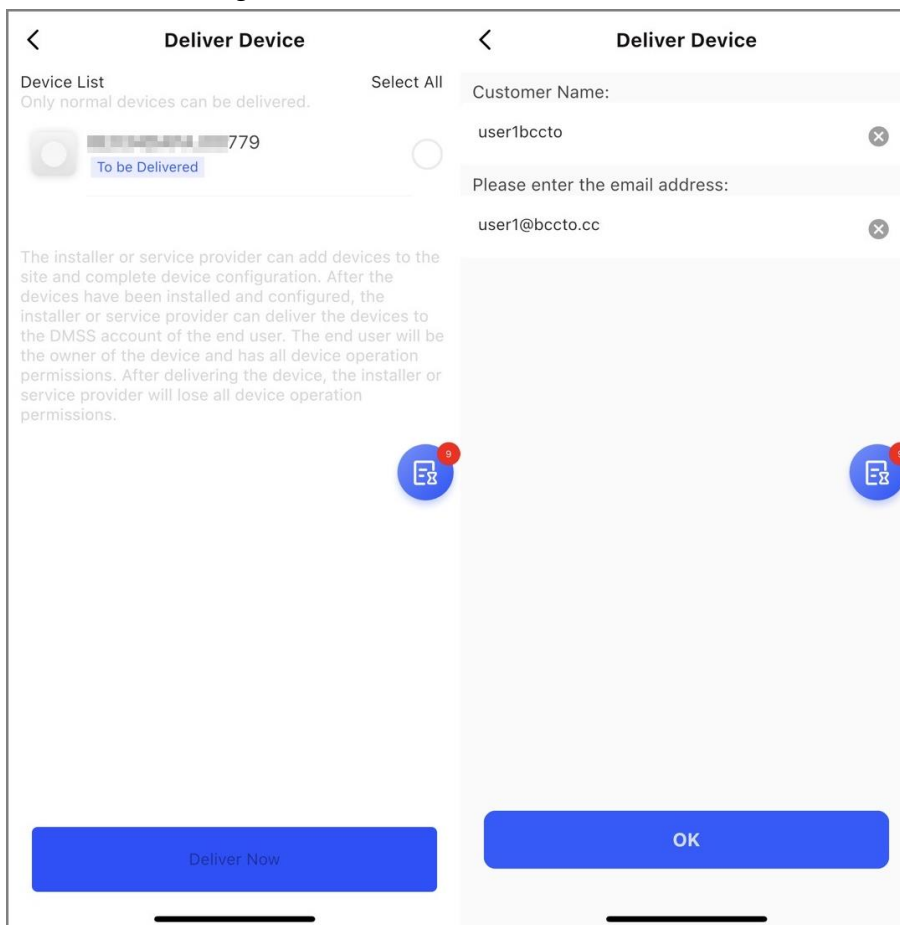 Deliver Device
Device List
Select All
Only normal devices can be delivered.
779
To be Delivered
The installer or service provider can add devices to the
site and complete device configuration. After the
devices have been installed and configured, the
installer or service provider can deliver the devices to
the DMSS account of the end user. The end user will be
the owner of the device and has all device operation
permissions. After delivering the device, the installer or
service provider will lose all device operation
permissions.
9
Deliver Now
Deliver Device
Customer Name:
user1bccto
Please enter the email address:
user1@bccto.cc
9
OK